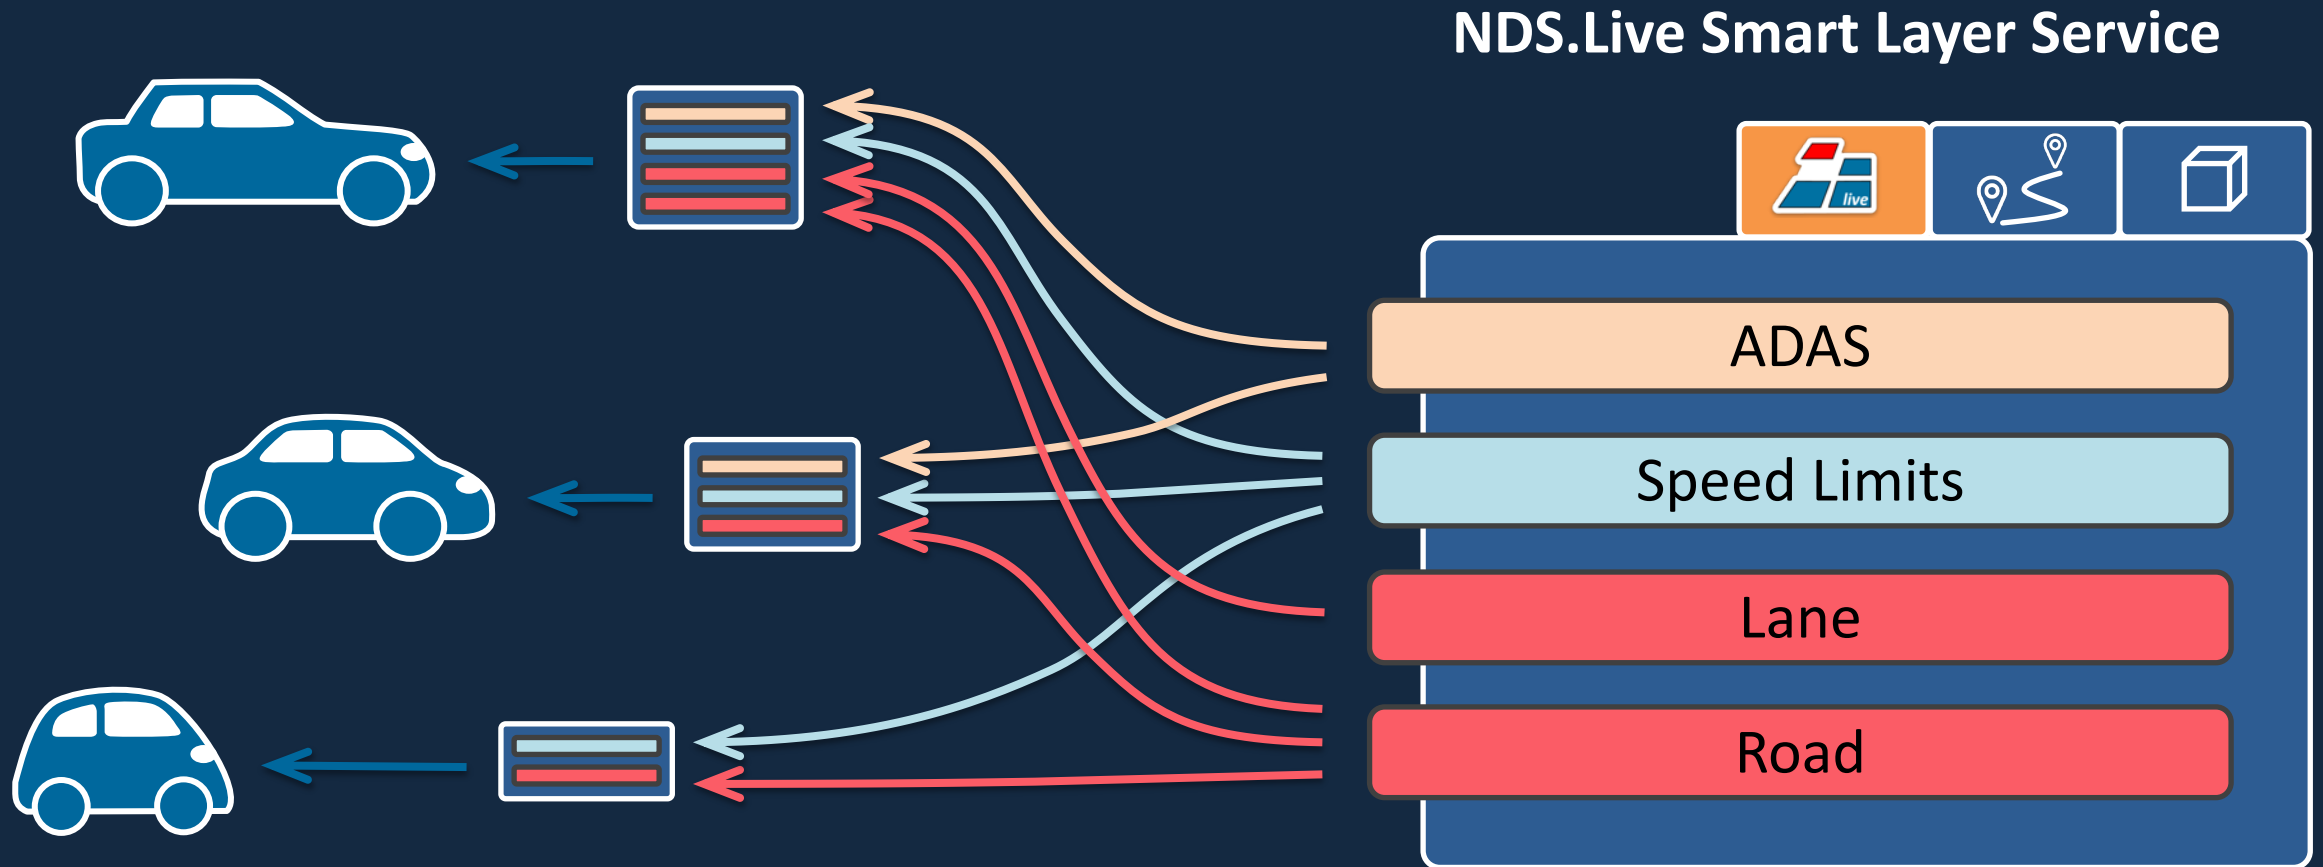 NDS.Live Smart Layer Service
live
ADAS
Speed Limits
Lane
Road